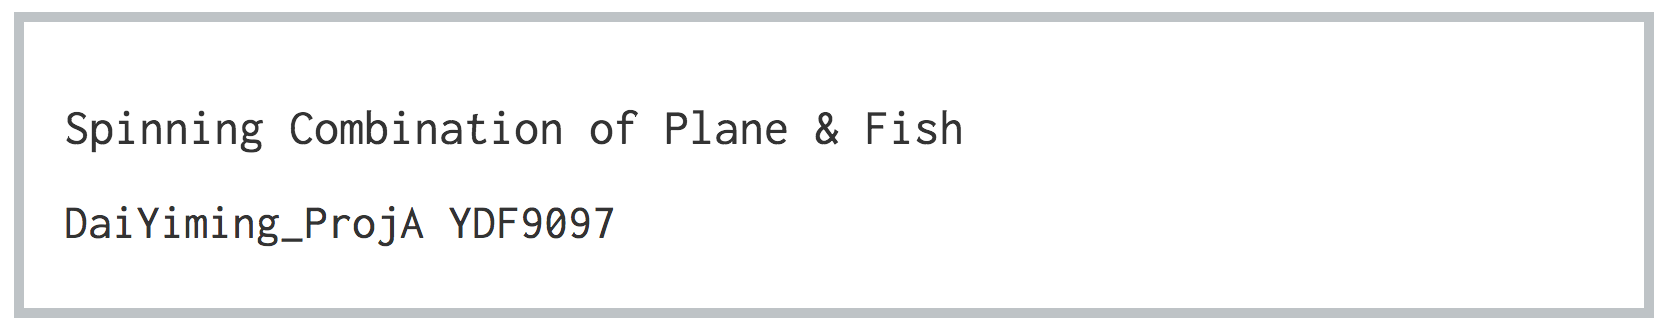 Spinning Combination of Plane & Fish
DaiYiming_ProjA YDF9097